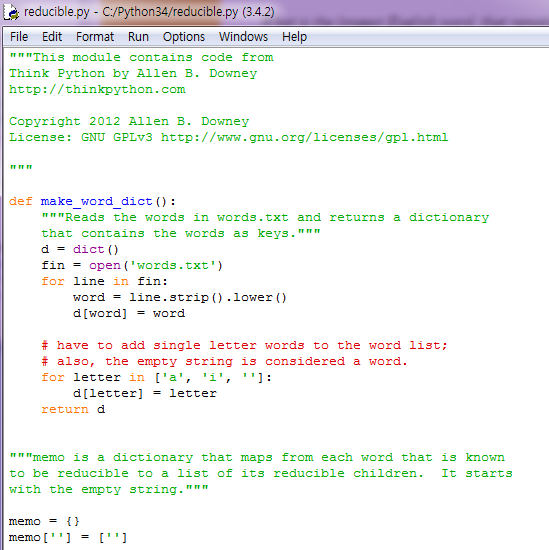 reducible.py - C:/Python34/reducible.py (3.4.2)
File Edit Format Run Options Windows Help
"""This module contains code from
Think Python by Allen B. Downey
http://thinkpython.com

Copyright 2012 Allen B. Downey
License: GNU GPLv3 http://www.gnu.org/licenses/gpl.html

"""

def make_word_dict():
    """Reads the words in words.txt and returns a dictionary
    that contains the words as keys."""
    d = dict()
    fin = open('words.txt')
    for line in fin:
        word = line.strip().lower()
        d[word] = word

    # have to add single letter words to the word list;
    # also, the empty string is considered a word.
    for letter in ['a', 'i', '']:
        d[letter] = letter
    return d


"""memo is a dictionary that maps from each word that is known
to be reducible to a list of its reducible children.  It starts
with the empty string."""

memo = {}
memo[''] = ['']